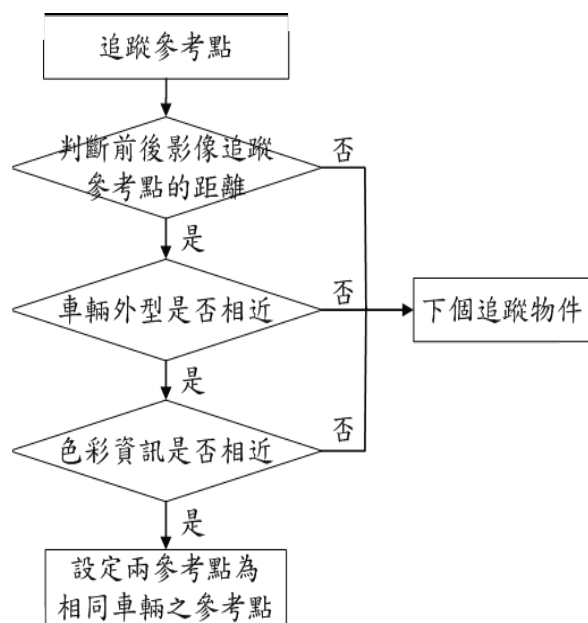 追蹤參考點
判斷前後影像追蹤
參考點的距離
否
是
車輛外型是否相近
否
下個追蹤物件
是
色彩資訊是否相近
否
是
設定兩參考點為
相同車輛之參考點